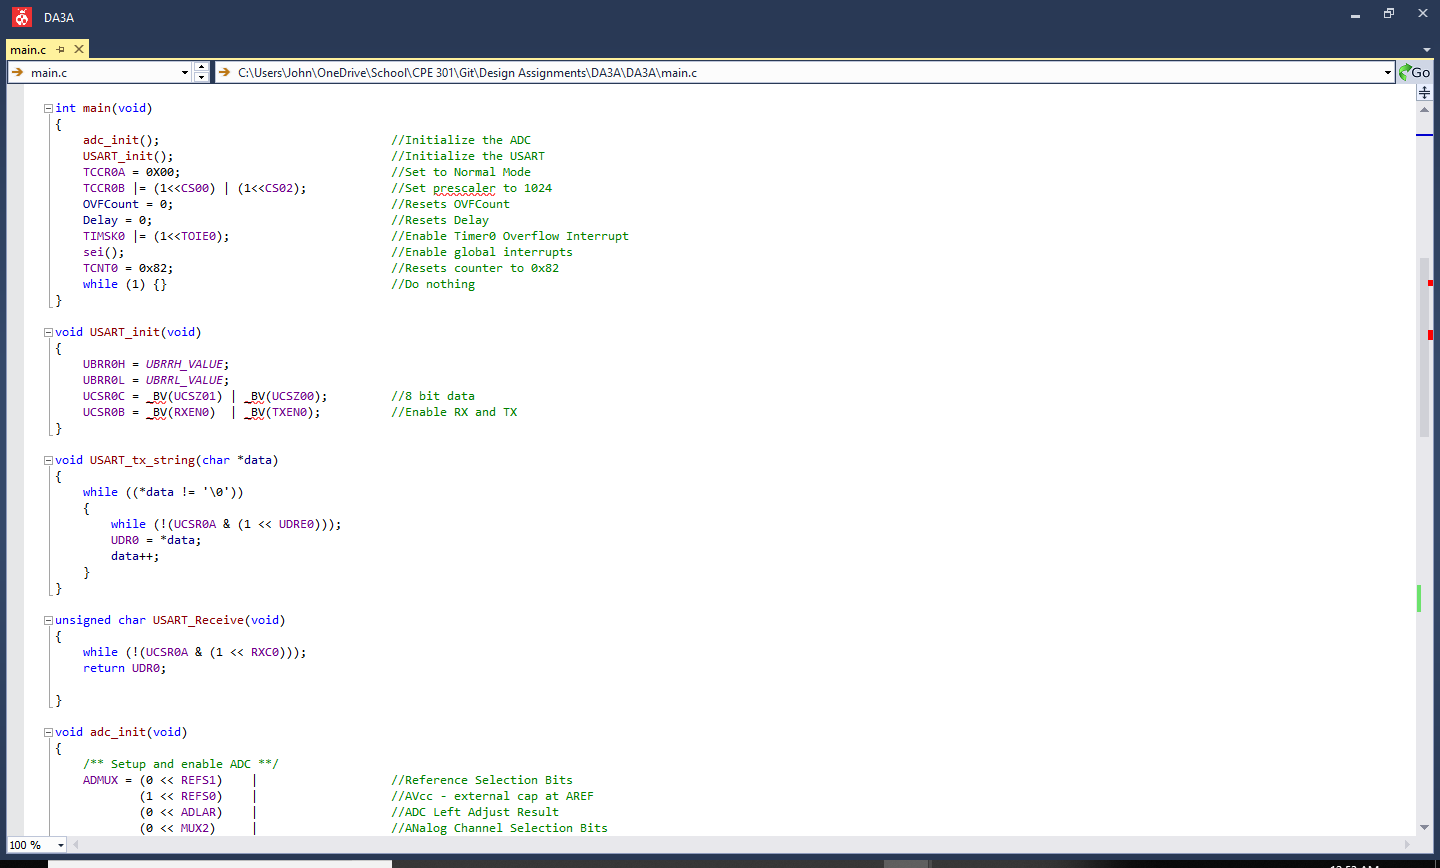 DA3A
main.c
main.c
C:\Users\John\OneDrive\School\CPE 301\Git\Design Assignments\DA3A\DA3A\main.c
Go
int main(void)
{
adc_init(); //Initialize the ADC
USART_init(); //Initialize the USART
TCCR0A = 0X00; //Set to Normal Mode
TCCR0B |= (1<<CS00) | (1<<CS02); //Set prescaler to 1024
OVFCount = 0; //Resets OVFCount
Delay = 0; //Resets Delay
TIMSK0 |= (1<<TOIE0); //Enable Timer0 Overflow Interrupt
sei(); //Enable global interrupts
TCNT0 = 0x82; //Resets counter to 0x82
while (1) {} //Do nothing
}
void USART_init(void)
{
UBRR0H = UBRRH_VALUE;
UBRR0L = UBRRL_VALUE;
UCSR0C = _BV(UCSZ01) | _BV(UCSZ00); //8 bit data
UCSR0B = _BV(RXEN0) | _BV(TXEN0); //Enable RX and TX
}
void USART_tx_string(char *data)
{
while ((*data != '\0'))
{
while (!(UCSR0A & (1 << UDRE0)));
UDR0 = *data;
data++;
}
}
unsigned char USART_Receive(void)
{
while (!(UCSR0A & (1 << RXC0)));
return UDR0;
}
void adc_init(void)
{
/** Setup and enable ADC **/
ADMUX = (0 << REFS1) | //Reference Selection Bits
(1 << REFS0) | //AVcc - external cap at AREF
(0 << ADLAR) | //ADC Left Adjust Result
(0 << MUX2) | //ANalog Channel Selection Bits
100 %